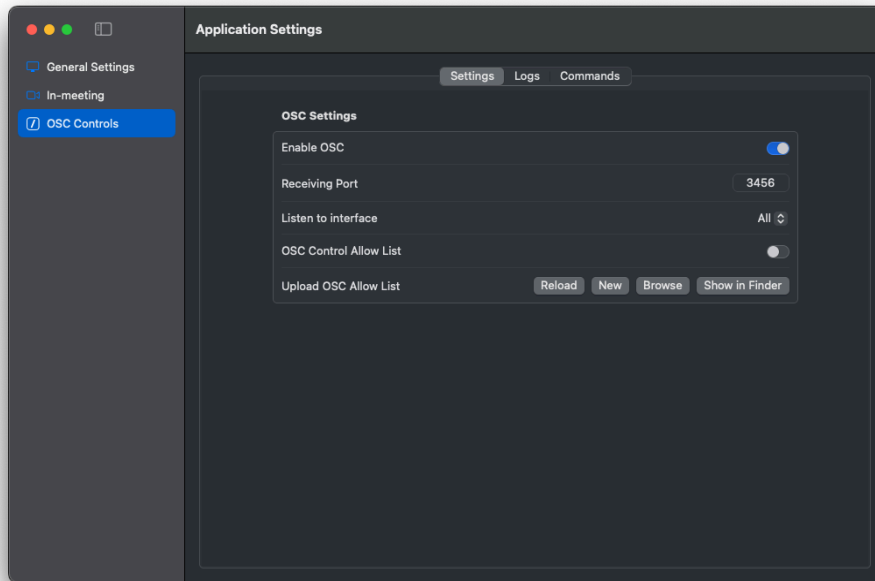 Application Settings
General Settings
In-meeting
OSC Controls
Settings Logs Commands
OSC Settings
Enable OSC
Receiving Port 3456
Listen to interface All
OSC Control Allow List
Upload OSC Allow List Reload New Browse Show in Finder